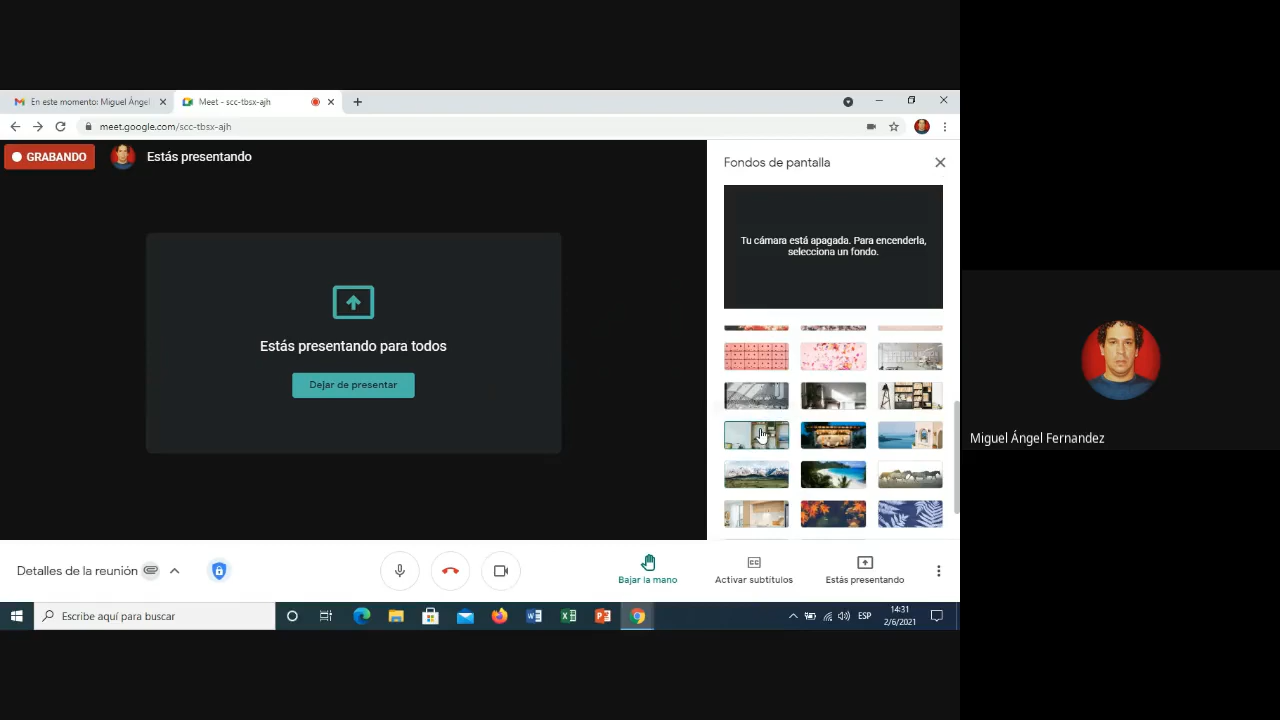 En este momento: Miguel Ángel
Meet - scc-tbsx-ajh
meet.google.com/scc-tbsx-ajh
GRABANDO
Estás presentando
Fondos de pantalla
Tu cámara está apagada. Para encenderla,
selecciona un fondo.
Estás presentando para todos
Dejar de presentar
Miguel Ángel Fernandez
Detalles de la reunión
Bajar la mano
Activar subtítulos
Estás presentando
Escribe aquí para buscar
ESP
14:31
2/6/2021